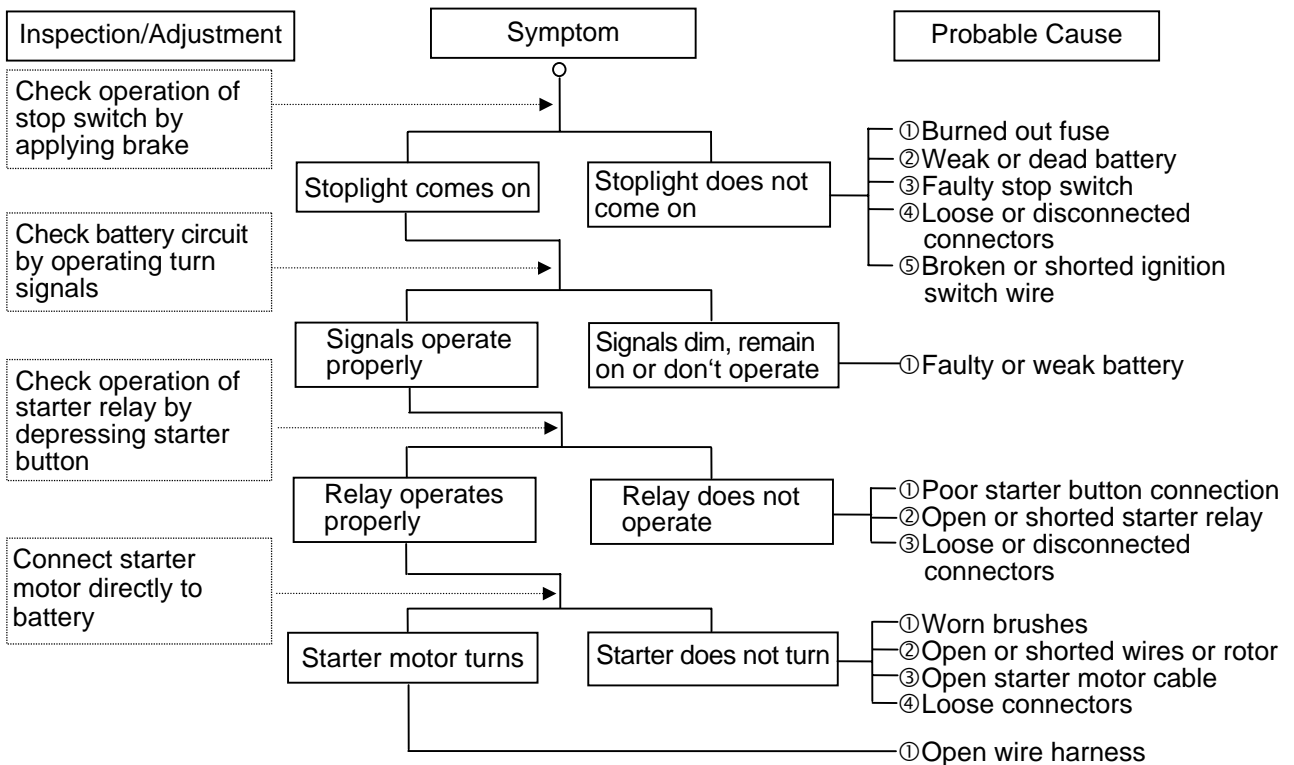 Inspection/Adjustment
Symptom
Probable Cause
Check operation of
stop switch by
applying brake
Stoplight comes on
Stoplight does not
come on
①Burned out fuse
②Weak or dead battery
③Faulty stop switch
④Loose or disconnected
connectors
⑤Broken or shorted ignition
switch wire
Check battery circuit
by operating turn
signals
Signals operate
properly
Signals dim, remain
on or don‘t operate
①Faulty or weak battery
Check operation of
starter relay by
depressing starter
button
Relay operates
properly
Relay does not
operate
①Poor starter button connection
②Open or shorted starter relay
③Loose or disconnected
connectors
Connect starter
motor directly to
battery
Starter motor turns
Starter does not turn
①Worn brushes
②Open or shorted wires or rotor
③Open starter motor cable
④Loose connectors
①Open wire harness